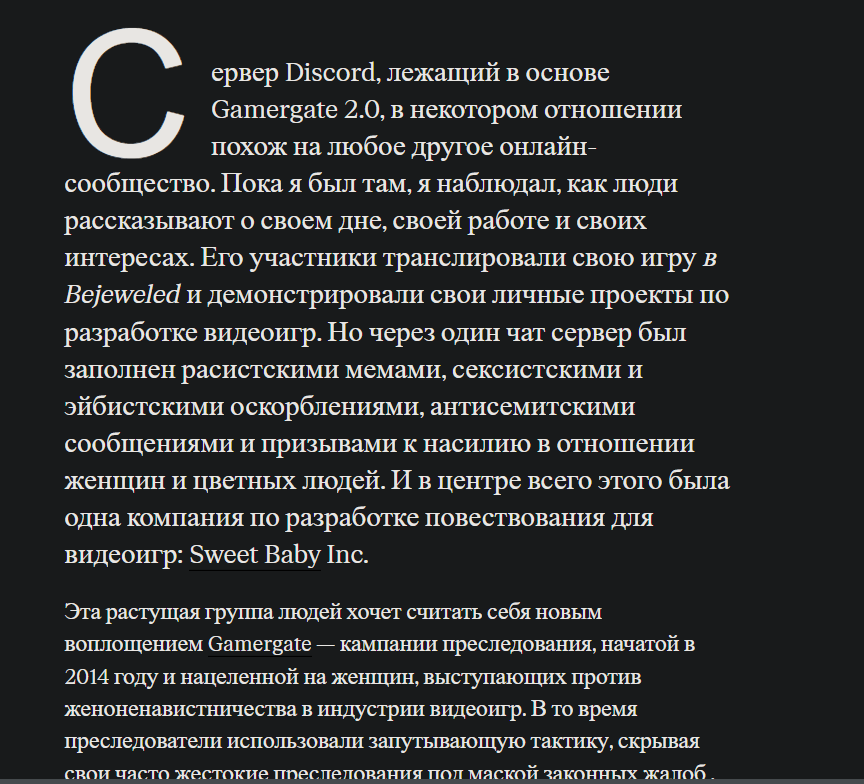 Сервер Discord, лежащий в основе
Gamergate 2.0, в некотором отношении
похож на любое другое онлайн-
сообщество. Пока я был там, я наблюдал, как люди
рассказывают о своем дне, своей работе и своих
интересах. Его участники транслировали свою игру в
Bejeweled и демонстрировали свои личные проекты по
разработке видеоигр. Но через один чат сервер был
заполнен расистскими мемами, сексистскими и
эйбистскими оскорблениями, антисемитскими
сообщениями и призывами к насилию в отношении
женщин и цветных людей. И в центре всего этого была
одна компания по разработке повествования для
видеоигр: Sweet Baby Inc.
Эта растущая группа людей хочет считать себя новым
воплощением Gamergate — кампании преследования, начатой в
2014 году и нацеленной на женщин, выступающих против
женоненавистничества в индустрии видеоигр. В то время
преследователи использовали запутывающую тактику, скрывая
свои часто жестокие преследования под маской законных жалоб .